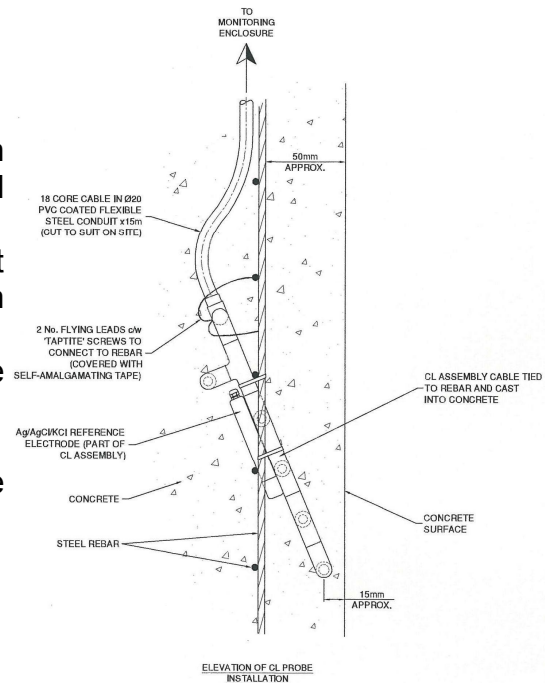 TO
MONITORING
ENCLOSURE
50mm
APPROX.
18 CORE CABLE IN Ø20
PVC COATED FLEXIBLE
STEEL CONDUIT x15m
(CUT TO SUIT ON SITE)
2 No. FLYING LEADS c/w
'TAPTITE' SCREWS TO
CONNECT TO REBAR
(COVERED WITH
SELF-AMALGAMATING TAPE)
CL ASSEMBLY CABLE TIED
TO REBAR AND CAST
INTO CONCRETE
Ag/AgCl/KCl REFERENCE
ELECTRODE (PART OF
CL ASSEMBLY)
CONCRETE
CONCRETE
SURFACE
STEEL REBAR
15mm
APPROX.
ELEVATION OF CL PROBE
INSTALLATION